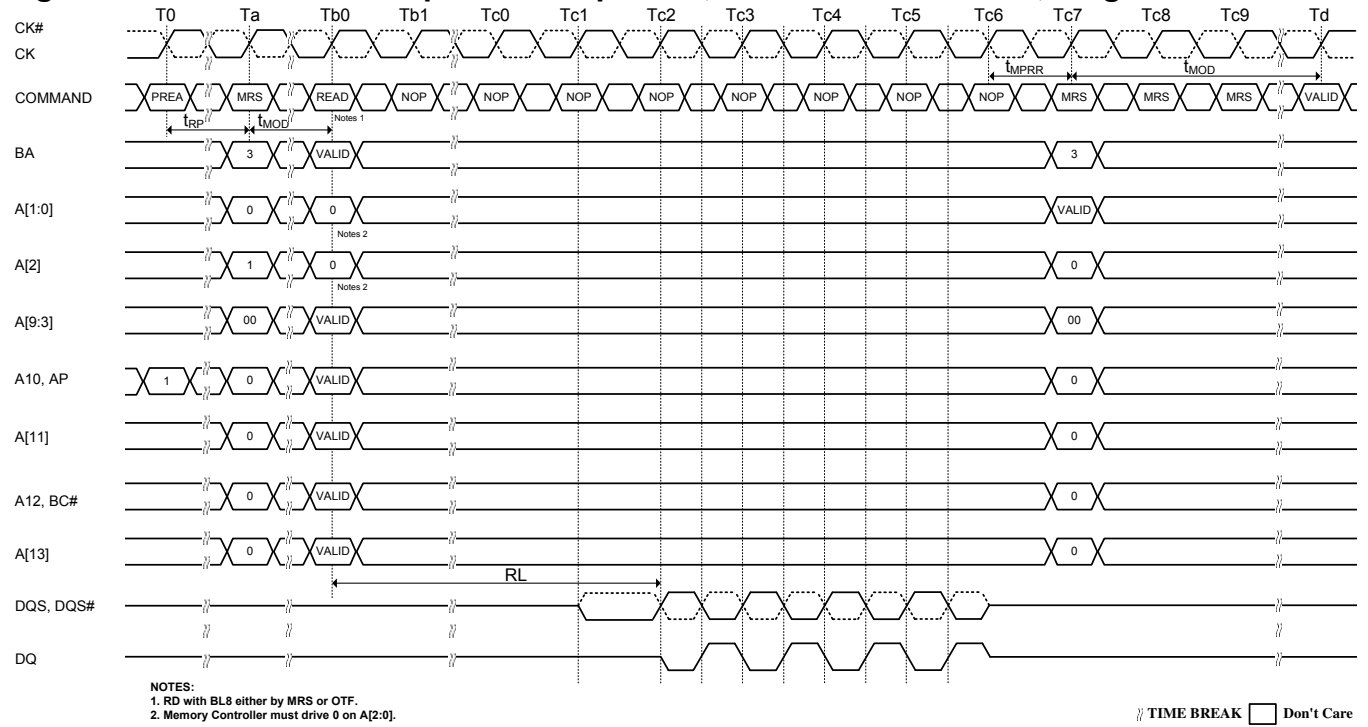 T0 Ta Tb0 Tb1 Tc0 Tc1 Tc2 Tc3 Tc4 Tc5 Tc6 Tc7 Tc8 Tc9 Td
CK#
CK
tMPRR tMOD
COMMAND PREA MRS READ NOP NOP NOP NOP NOP NOP NOP NOP MRS MRS MRS VALID
Notes 1
tRP tMOD
BA 3 VALID 3
A[1:0] 0 0 VALID
Notes 2
A[2] 1 0 0
Notes 2
A[9:3] 00 VALID 00
A10, AP 1 0 VALID 0
A[11] 0 VALID 0
A12, BC# 0 VALID 0
A[13] 0 VALID 0
RL
DQS, DQS#
DQ
NOTES:
1. RD with BL8 either by MRS or OTF.
2. Memory Controller must drive 0 on A[2:0].
TIME BREAK Don't Care